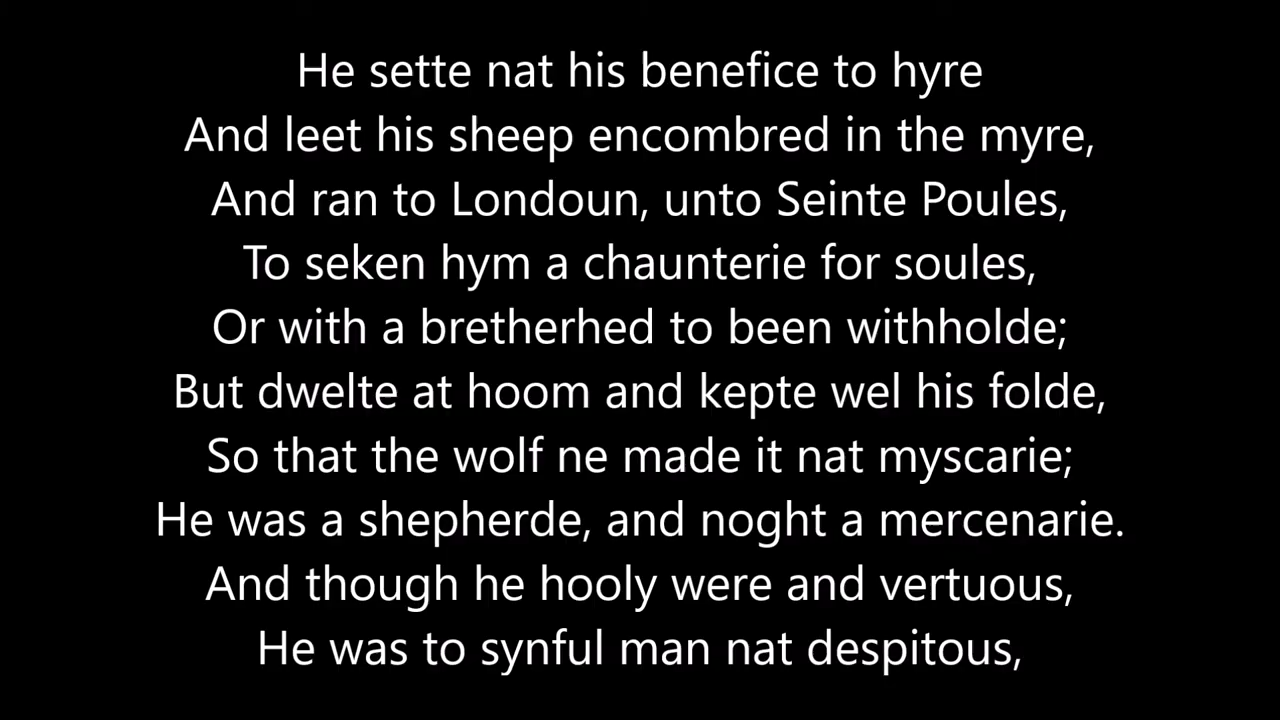 He sette nat his benefice to hyre
And leet his sheep encombred in the myre,
And ran to Londoun, unto Seinte Poules,
To seken hym a chaunterie for soules,
Or with a bretherhed to been withholde;
But dwelte at hoom and kepte wel his folde,
So that the wolf ne made it nat myscarie;
He was a shepherde, and noght a mercenarie.
And though he hooly were and vertuous,
He was to synful man nat despitous,